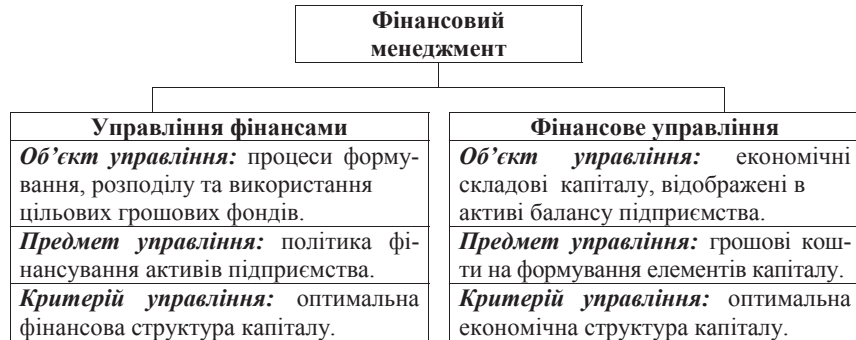 Фінансовий
менеджмент
Управління фінансами
Об’єкт управління: процеси форму-
вання, розподілу та використання
цільових грошових фондів.
Предмет управління: політика фі-
нансування активів підприємства.
Критерій управління: оптимальна
фінансова структура капіталу.
Фінансове управління
Об’єкт управління: економічні
складові капіталу, відображені в
активі балансу підприємства.
Предмет управління: грошові кош-
ти на формування елементів капіталу.
Критерій управління: оптимальна
економічна структура капіталу.